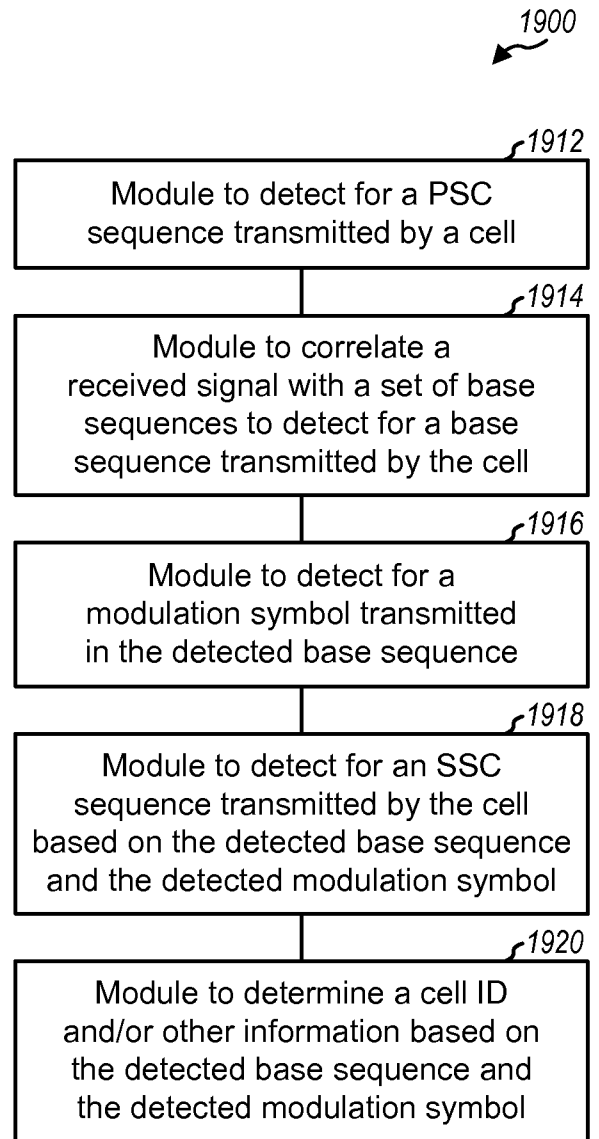 1900
1912
Module to detect for a PSC
sequence transmitted by a cell
1914
Module to correlate a
received signal with a set of base
sequences to detect for a base
sequence transmitted by the cell
1916
Module to detect for a
modulation symbol transmitted
in the detected base sequence
1918
Module to detect for an SSC
sequence transmitted by the cell
based on the detected base sequence
and the detected modulation symbol
1920
Module to determine a cell ID
and/or other information based on
the detected base sequence and
the detected modulation symbol